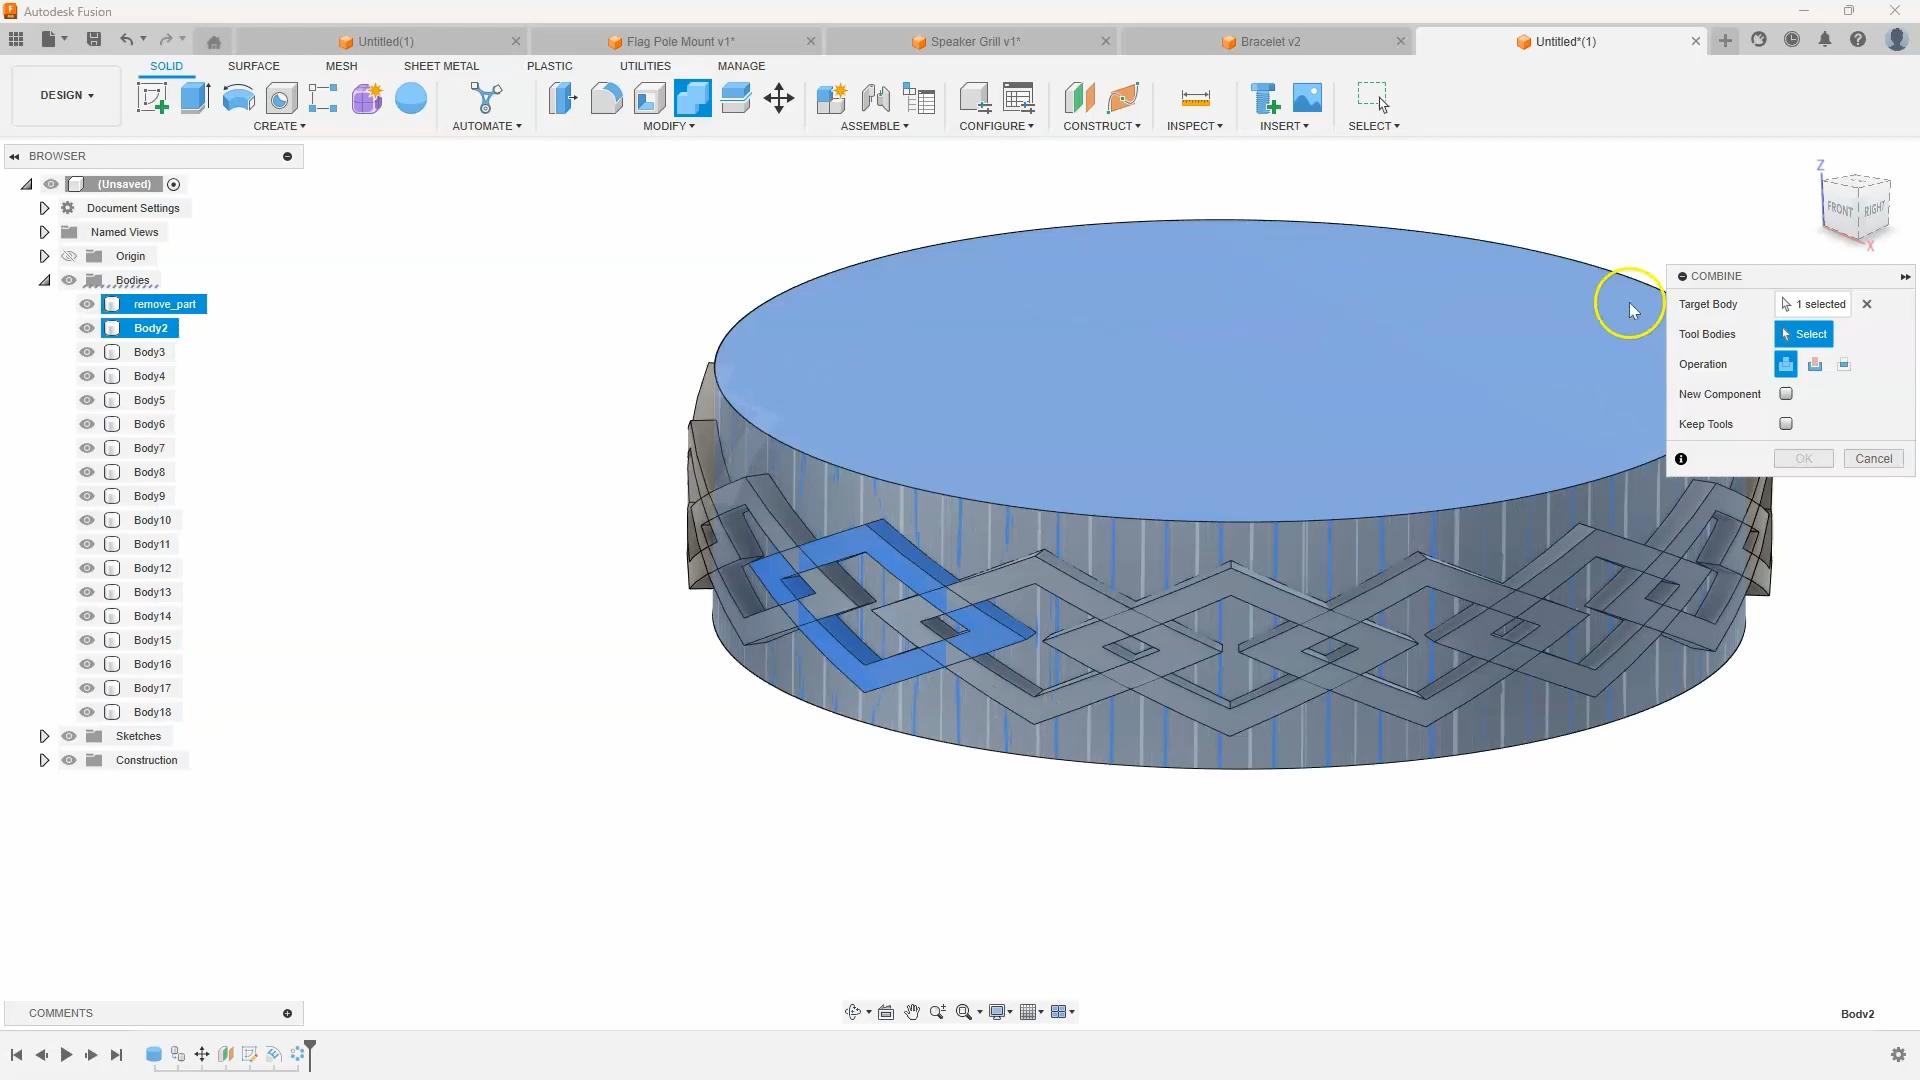 Autodesk Fusion
Untitled(1)
Flag Pole Mount v1*
Speaker Grill v1*
Bracelet v2
Untitled*(1)
SOLID
SURFACE
MESH
SHEET METAL
PLASTIC
UTILITIES
MANAGE
DESIGN
CREATE
AUTOMATE
MODIFY
ASSEMBLE
CONFIGURE
CONSTRUCT
INSPECT
INSERT
SELECT
BROWSER
(Unsaved)
Document Settings
Named Views
Origin
Bodies
remove_part
Body2
Body3
Body4
Body5
Body6
Body7
Body8
Body9
Body10
Body11
Body12
Body13
Body14
Body15
Body16
Body17
Body18
Sketches
Construction
Z
FRONT
RIGHT
X
COMBINE
Target Body 1 selected
Tool Bodies Select
Operation
New Component
Keep Tools
OK Cancel
COMMENTS
Body2